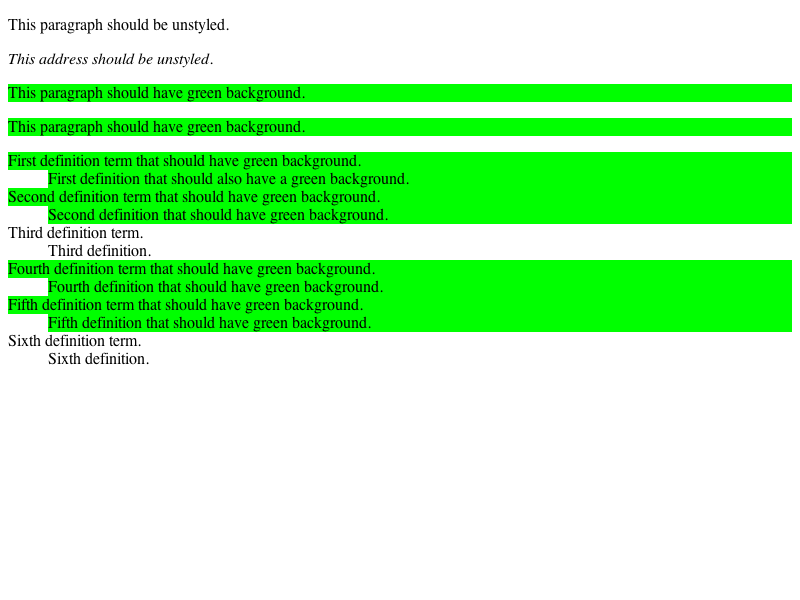 This paragraph should be unstyled.
This address should be unstyled.
This paragraph should have green background.
This paragraph should have green background.
First definition term that should have green background.
First definition that should also have a green background.
Second definition term that should have green background.
Second definition that should have green background.
Third definition term.
Third definition.
Fourth definition term that should have green background.
Fourth definition that should have green background.
Fifth definition term that should have green background.
Fifth definition that should have green background.
Sixth definition term.
Sixth definition.